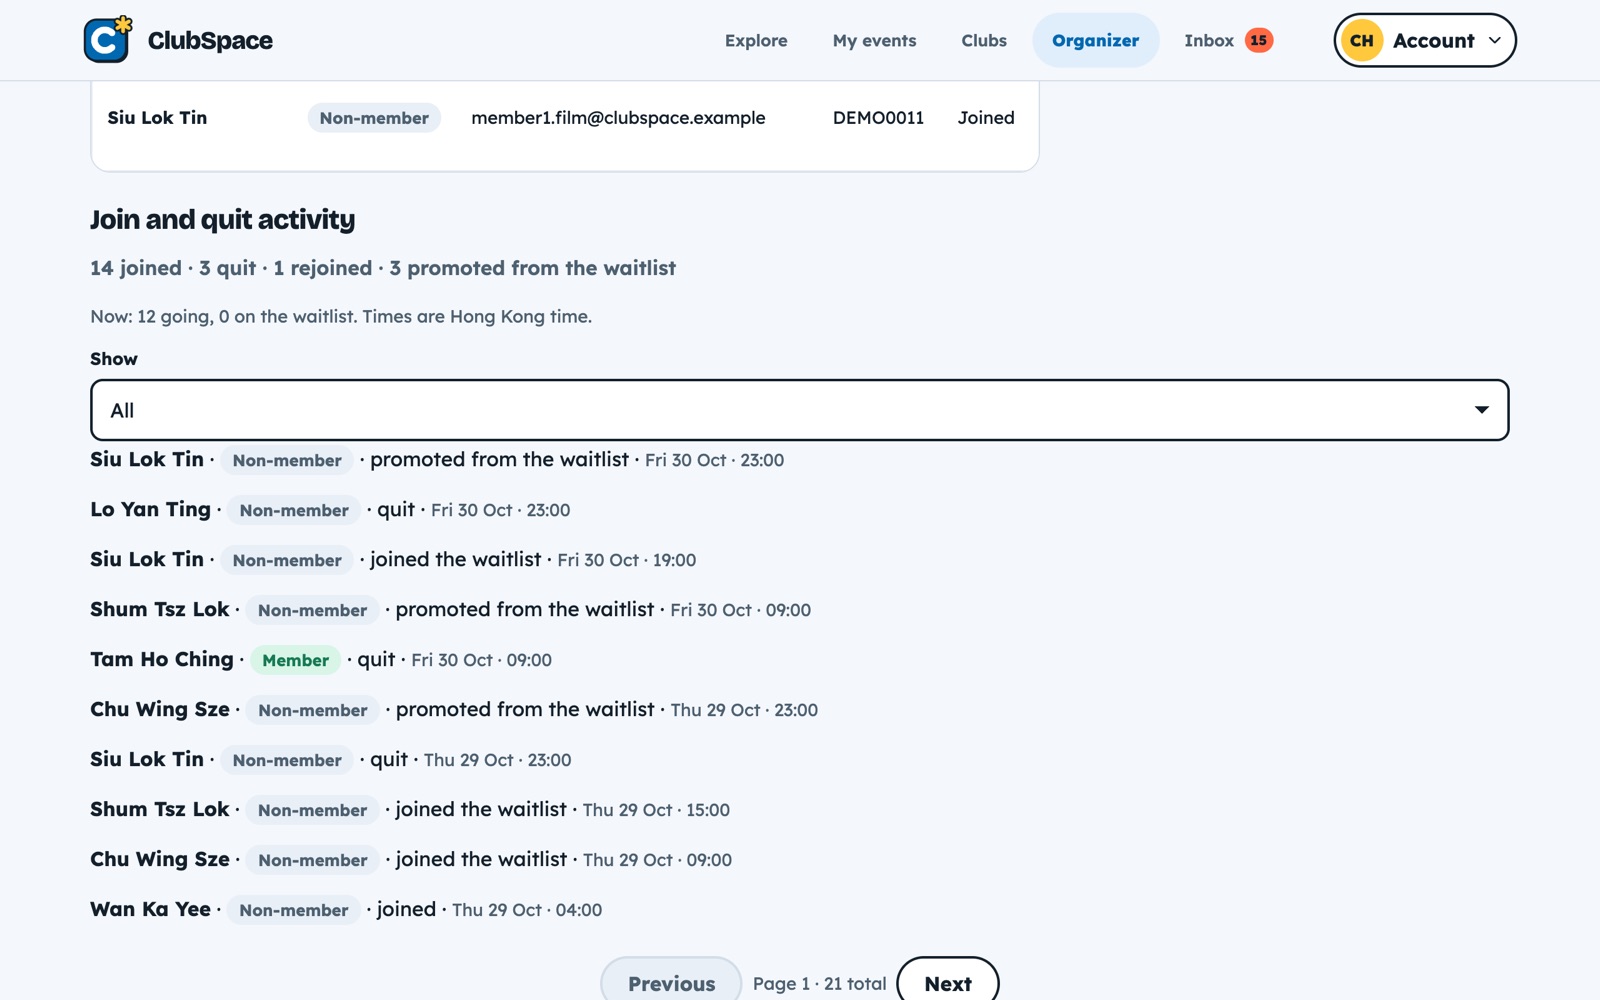 ClubSpace
Explore
My events
Clubs
Organizer
Inbox 15
CH Account
Siu Lok Tin Non-member member1.film@clubspace.example DEMO0011 Joined
Join and quit activity
14 joined · 3 quit · 1 rejoined · 3 promoted from the waitlist
Now: 12 going, 0 on the waitlist. Times are Hong Kong time.
Show
All
Siu Lok Tin · Non-member · promoted from the waitlist · Fri 30 Oct · 23:00
Lo Yan Ting · Non-member · quit · Fri 30 Oct · 23:00
Siu Lok Tin · Non-member · joined the waitlist · Fri 30 Oct · 19:00
Shum Tsz Lok · Non-member · promoted from the waitlist · Fri 30 Oct · 09:00
Tam Ho Ching · Member · quit · Fri 30 Oct · 09:00
Chu Wing Sze · Non-member · promoted from the waitlist · Thu 29 Oct · 23:00
Siu Lok Tin · Non-member · quit · Thu 29 Oct · 23:00
Shum Tsz Lok · Non-member · joined the waitlist · Thu 29 Oct · 15:00
Chu Wing Sze · Non-member · joined the waitlist · Thu 29 Oct · 09:00
Wan Ka Yee · Non-member · joined · Thu 29 Oct · 04:00
Previous Page 1 · 21 total Next